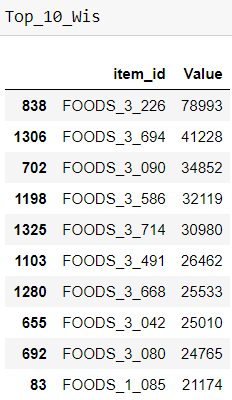 Top_10_Wis
item_id Value
838 FOODS_3_226 78993
1306 FOODS_3_694 41228
702 FOODS_3_090 34852
1198 FOODS_3_586 32119
1325 FOODS_3_714 30980
1103 FOODS_3_491 26462
1280 FOODS_3_668 25533
655 FOODS_3_042 25010
692 FOODS_3_080 24765
83 FOODS_1_085 21174